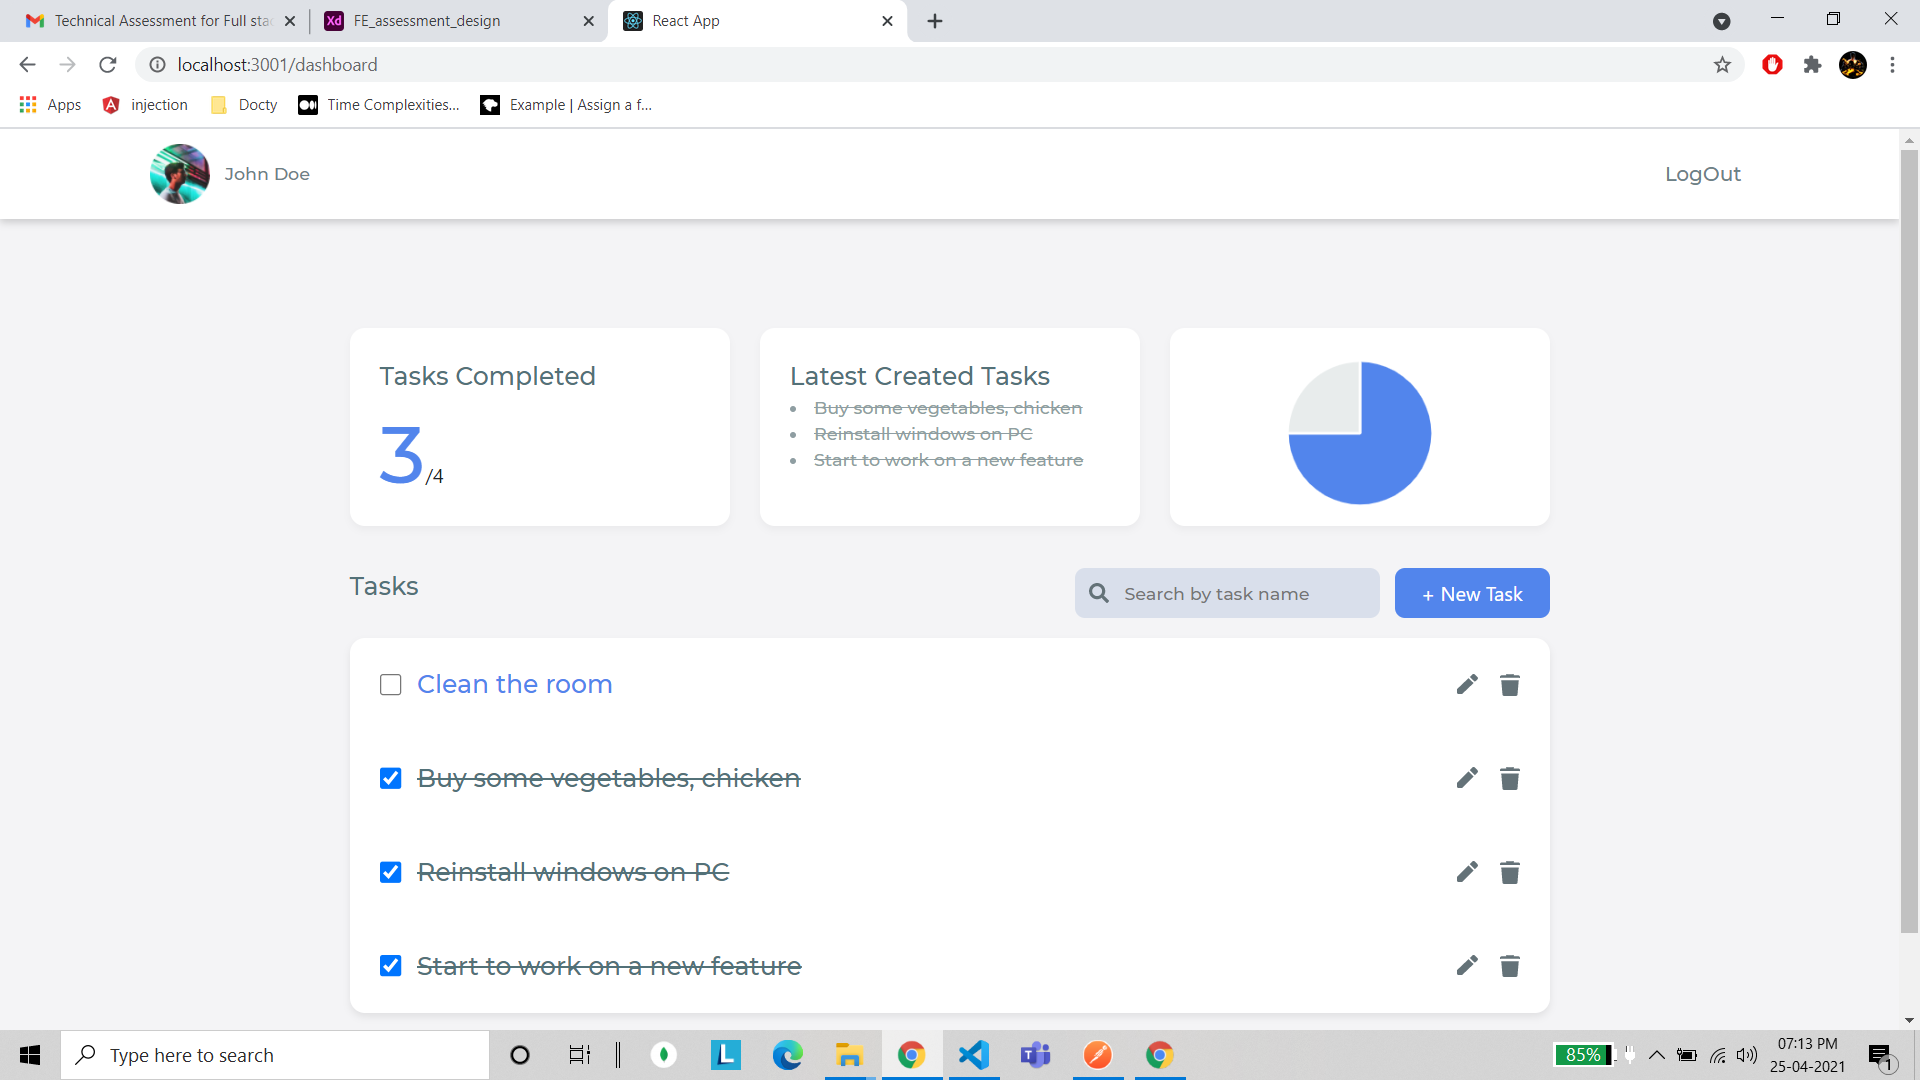 Technical Assessment for Full stac
FE_assessment_design
React App
localhost:3001/dashboard
Apps
injection
Docty
Time Complexities...
Example | Assign a f...
John Doe
LogOut
Tasks Completed
3/4
Latest Created Tasks
Buy some vegetables, chicken
Reinstall windows on PC
Start to work on a new feature
Tasks
Search by task name
+ New Task
Clean the room
Buy some vegetables, chicken
Reinstall windows on PC
Start to work on a new feature
Type here to search
85%
07:13 PM
25-04-2021
1